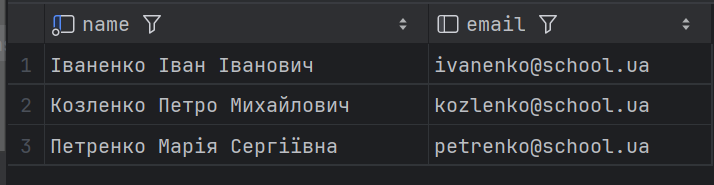 name email
1 Іваненко Іван Іванович ivanenko@school.ua
2 Козленко Петро Михайлович kozlenko@school.ua
3 Петренко Марія Сергіївна petrenko@school.ua